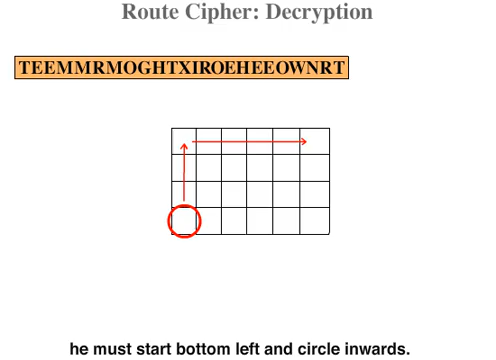 Route Cipher: Decryption
TEEMMRMOGHTXIROEHEEOWNRT
he must start bottom left and circle inwards.